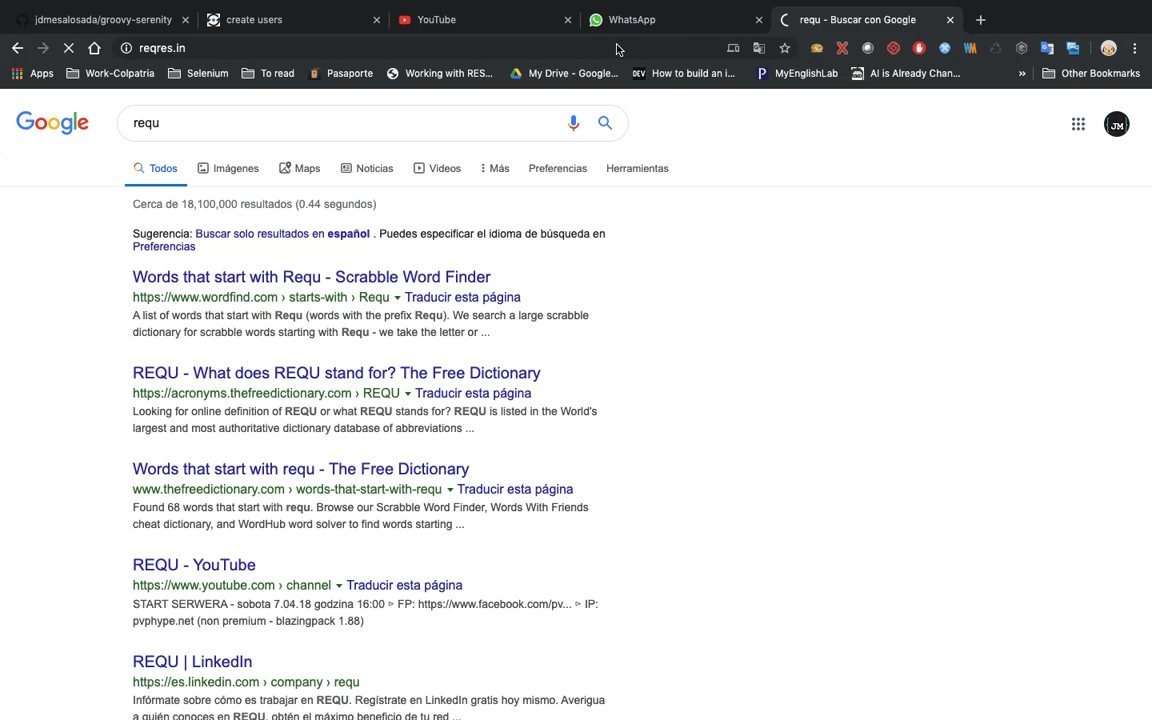 jdmesalosada/groovy-serenity
create users
YouTube
WhatsApp
requ - Buscar con Google
reqres.in
Apps
Work-Colpatria
Selenium
To read
Pasaporte
Working with RES...
My Drive - Google...
DEV How to build an i...
P MyEnglishLab
AI is Already Chan...
»
Other Bookmarks
Google
requ
JM
Todos
Imágenes
Maps
Noticias
Videos
Más
Preferencias
Herramientas
Cerca de 18,100,000 resultados (0.44 segundos)
Sugerencia: Buscar solo resultados en español . Puedes especificar el idioma de búsqueda en
Preferencias
Words that start with Requ - Scrabble Word Finder
https://www.wordfind.com › starts-with › Requ ▾ Traducir esta página
A list of words that start with Requ (words with the prefix Requ). We search a large scrabble
dictionary for scrabble words starting with Requ - we take the letter or ...
REQU - What does REQU stand for? The Free Dictionary
https://acronyms.thefreedictionary.com › REQU ▾ Traducir esta página
Looking for online definition of REQU or what REQU stands for? REQU is listed in the World's
largest and most authoritative dictionary database of abbreviations ...
Words that start with requ - The Free Dictionary
www.thefreedictionary.com › words-that-start-with-requ ▾ Traducir esta página
Found 68 words that start with requ. Browse our Scrabble Word Finder, Words With Friends
cheat dictionary, and WordHub word solver to find words starting ...
REQU - YouTube
https://www.youtube.com › channel ▾ Traducir esta página
START SERWERA - sobota 7.04.18 godzina 16:00 ▹ FP: https://www.facebook.com/pv... ▹ IP:
pvphype.net (non premium - blazingpack 1.88)
REQU | LinkedIn
https://es.linkedin.com › company › requ
Infórmate sobre cómo es trabajar en REQU. Regístrate en LinkedIn gratis hoy mismo. Averigua
a quién conoces en REQU, obtén el máximo beneficio de tu red ...